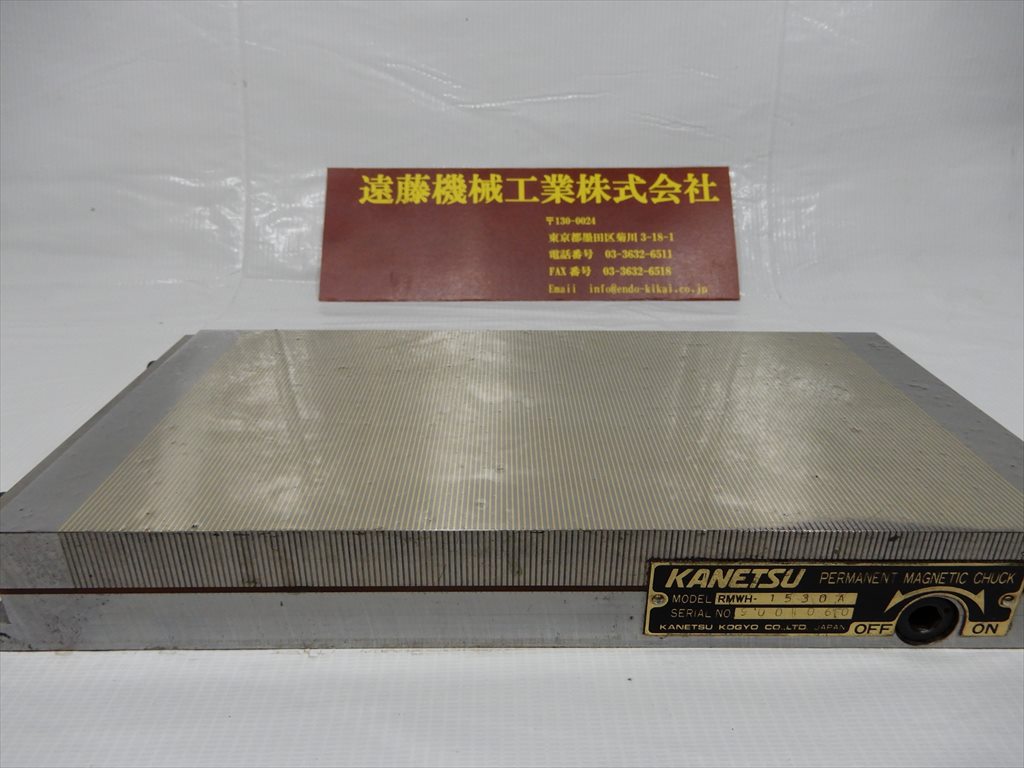 遠藤機械工業株式会社
〒130-0024
東京都墨田区菊川3-18-1
電話番号 03-3632-6511
FAX番号 03-3632-6518
Email info@endo-kikai.co.jp
KANETSU PERMANENT MAGNETIC CHUCK
MODEL RMWH-1530A
SERIAL NO
KANETSU KOGYO CO.,LTD. JAPAN
OFF ON